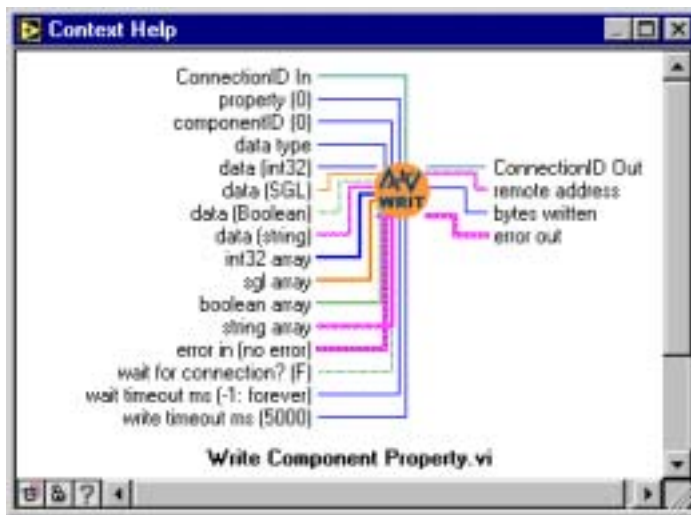 Context Help
ConnectionID In
property (0)
componentID (0)
data type
data (int32)
data (SGL)
data (Boolean)
data (string)
int32 array
sgl array
boolean array
string array
error in (no error)
wait for connection? (F)
wait timeout ms (-1: forever)
write timeout ms (5000)
WRIT
ConnectionID Out
remote address
bytes written
error out
Write Component Property.vi
?